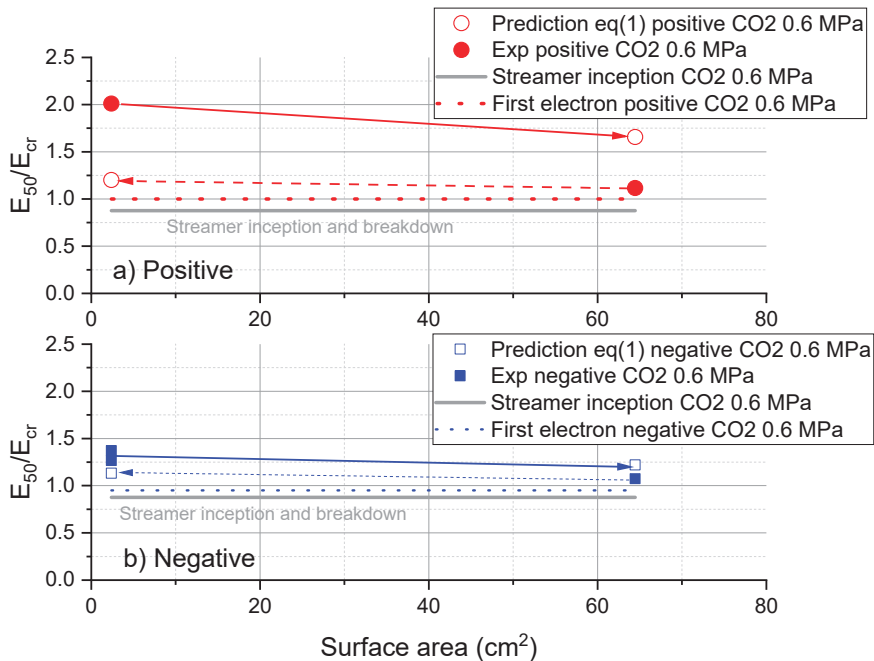 Prediction eq(1) positive CO2 0.6 MPa
Exp positive CO2 0.6 MPa
Streamer inception CO2 0.6 MPa
First electron positive CO2 0.6 MPa
2.5
2.0
1.5
1.0
0.5
0.0
E50/Ecr
Streamer inception and breakdown
a) Positive
0 20 40 60 80
Prediction eq(1) negative CO2 0.6 MPa
Exp negative CO2 0.6 MPa
Streamer inception CO2 0.6 MPa
First electron negative CO2 0.6 MPa
2.5
2.0
1.5
1.0
0.5
0.0
E50/Ecr
Streamer inception and breakdown
b) Negative
0 20 40 60 80
Surface area (cm²)